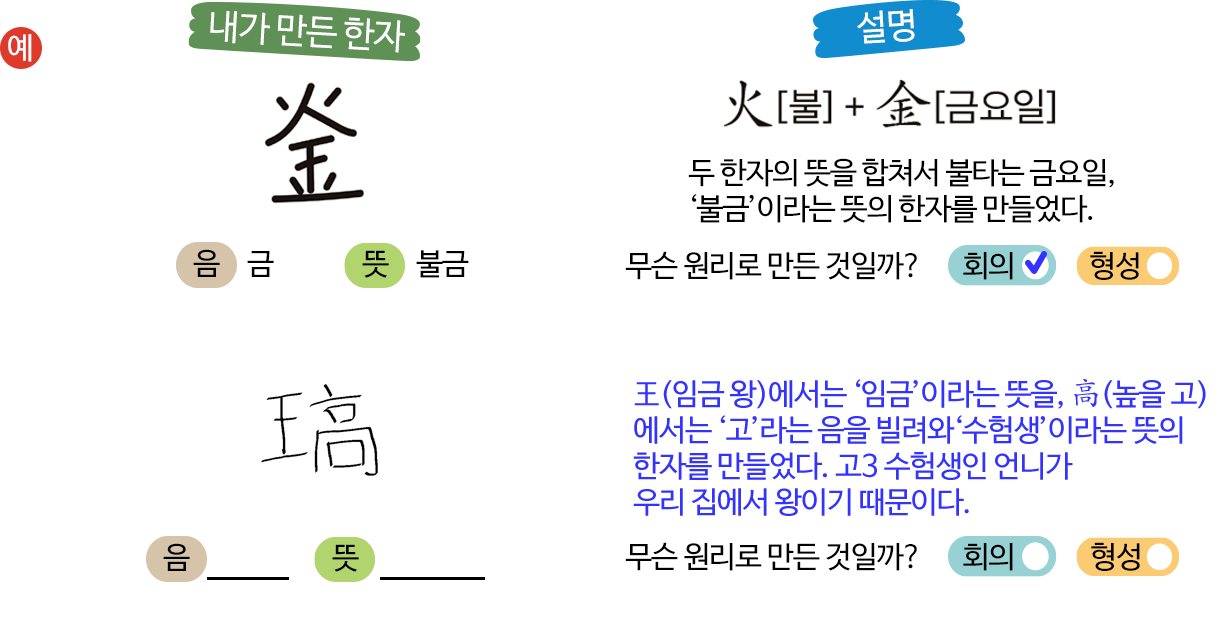 예
내가 만든 한자
설명
釡
火[불] + 金[금요일]
두 한자의 뜻을 합쳐서 불타는 금요일,
‘불금’이라는 뜻의 한자를 만들었다.
음 금 뜻 불금
무슨 원리로 만든 것일까? 회의 형성
王高
王(임금 왕)에서는 ‘임금’이라는 뜻을, 高(높을 고)
에서는 ‘고’라는 음을 빌려와‘수험생’이라는 뜻의
한자를 만들었다. 고3 수험생인 언니가
우리 집에서 왕이기 때문이다.
음 뜻
무슨 원리로 만든 것일까? 회의 형성